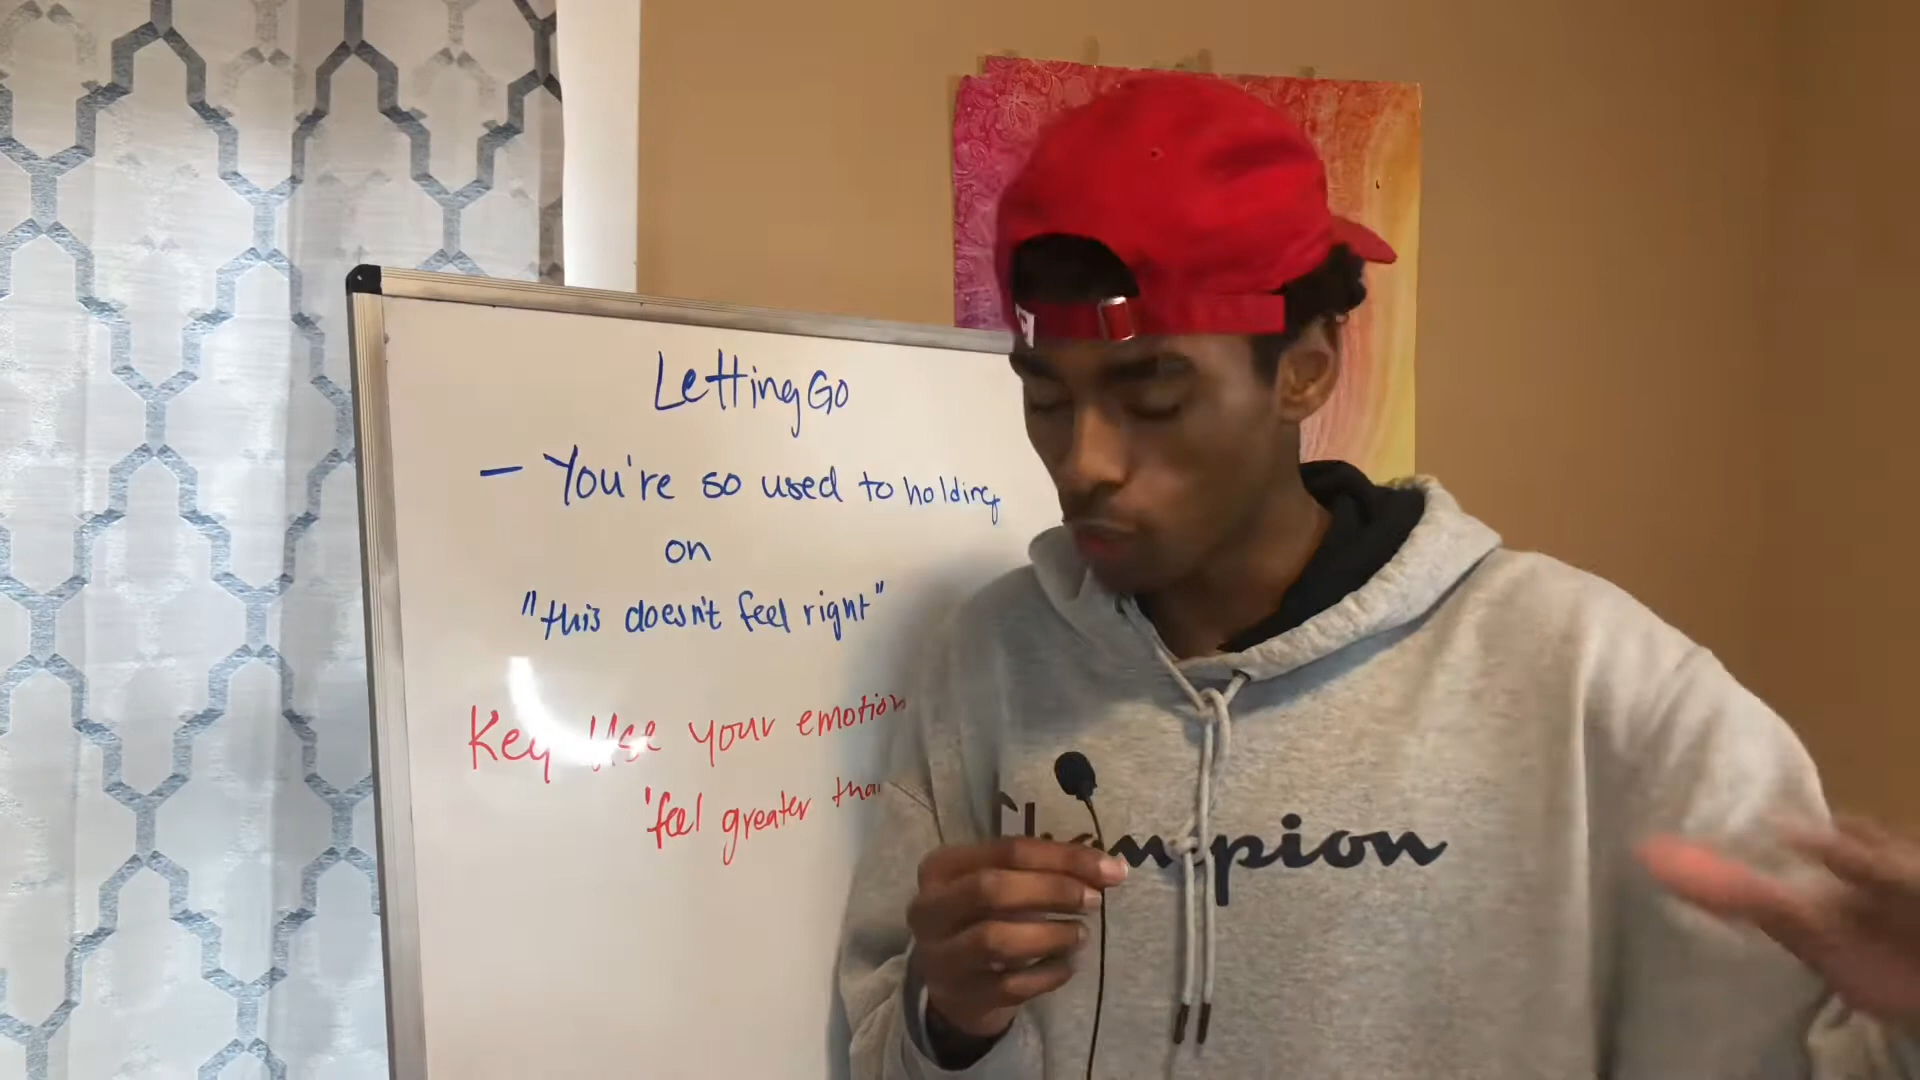 Letting Go
– You're so used to holding
on
"this doesn't feel right"
Key Use your emotion
'feel greater than
Champion